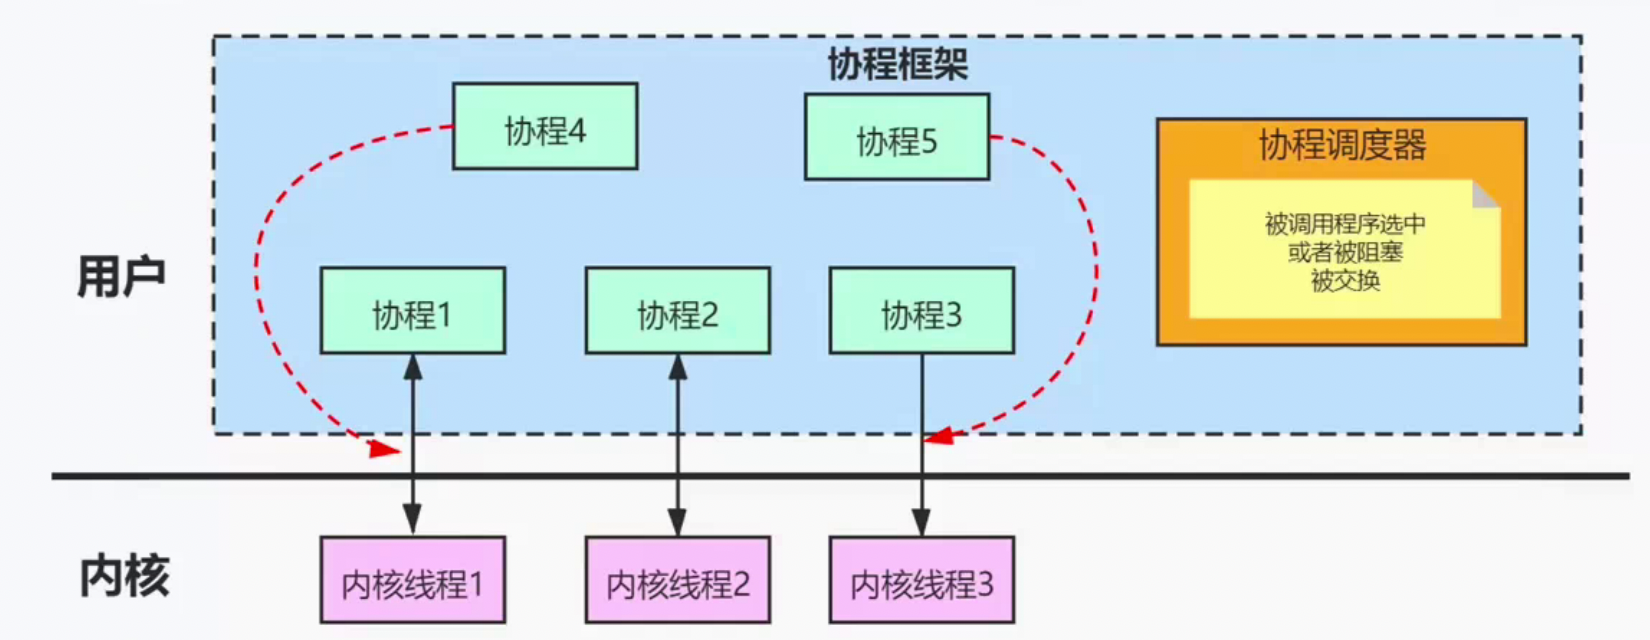 协程框架
协程4
协程5
协程调度器
被调用程序选中
或者被阻塞
被交换
用户
协程1
协程2
协程3
内核
内核线程1
内核线程2
内核线程3